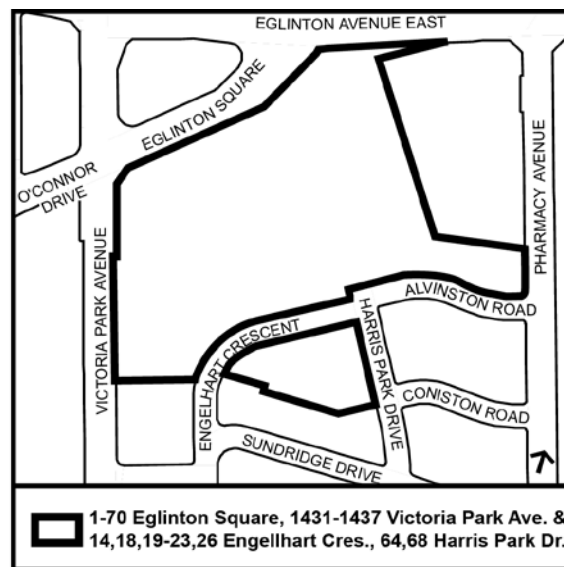 EGLINTON AVENUE EAST
EGLINTON SQUARE
O'CONNOR
DRIVE
PHARMACY AVENUE
VICTORIA PARK AVENUE
ALVINSTON ROAD
ENGELHART CRESCENT
HARRIS PARK DRIVE
CONISTON ROAD
SUNDRIDGE DRIVE
1-70 Eglinton Square, 1431-1437 Victoria Park Ave. &
14,18,19-23,26 Engellhart Cres., 64,68 Harris Park Dr.